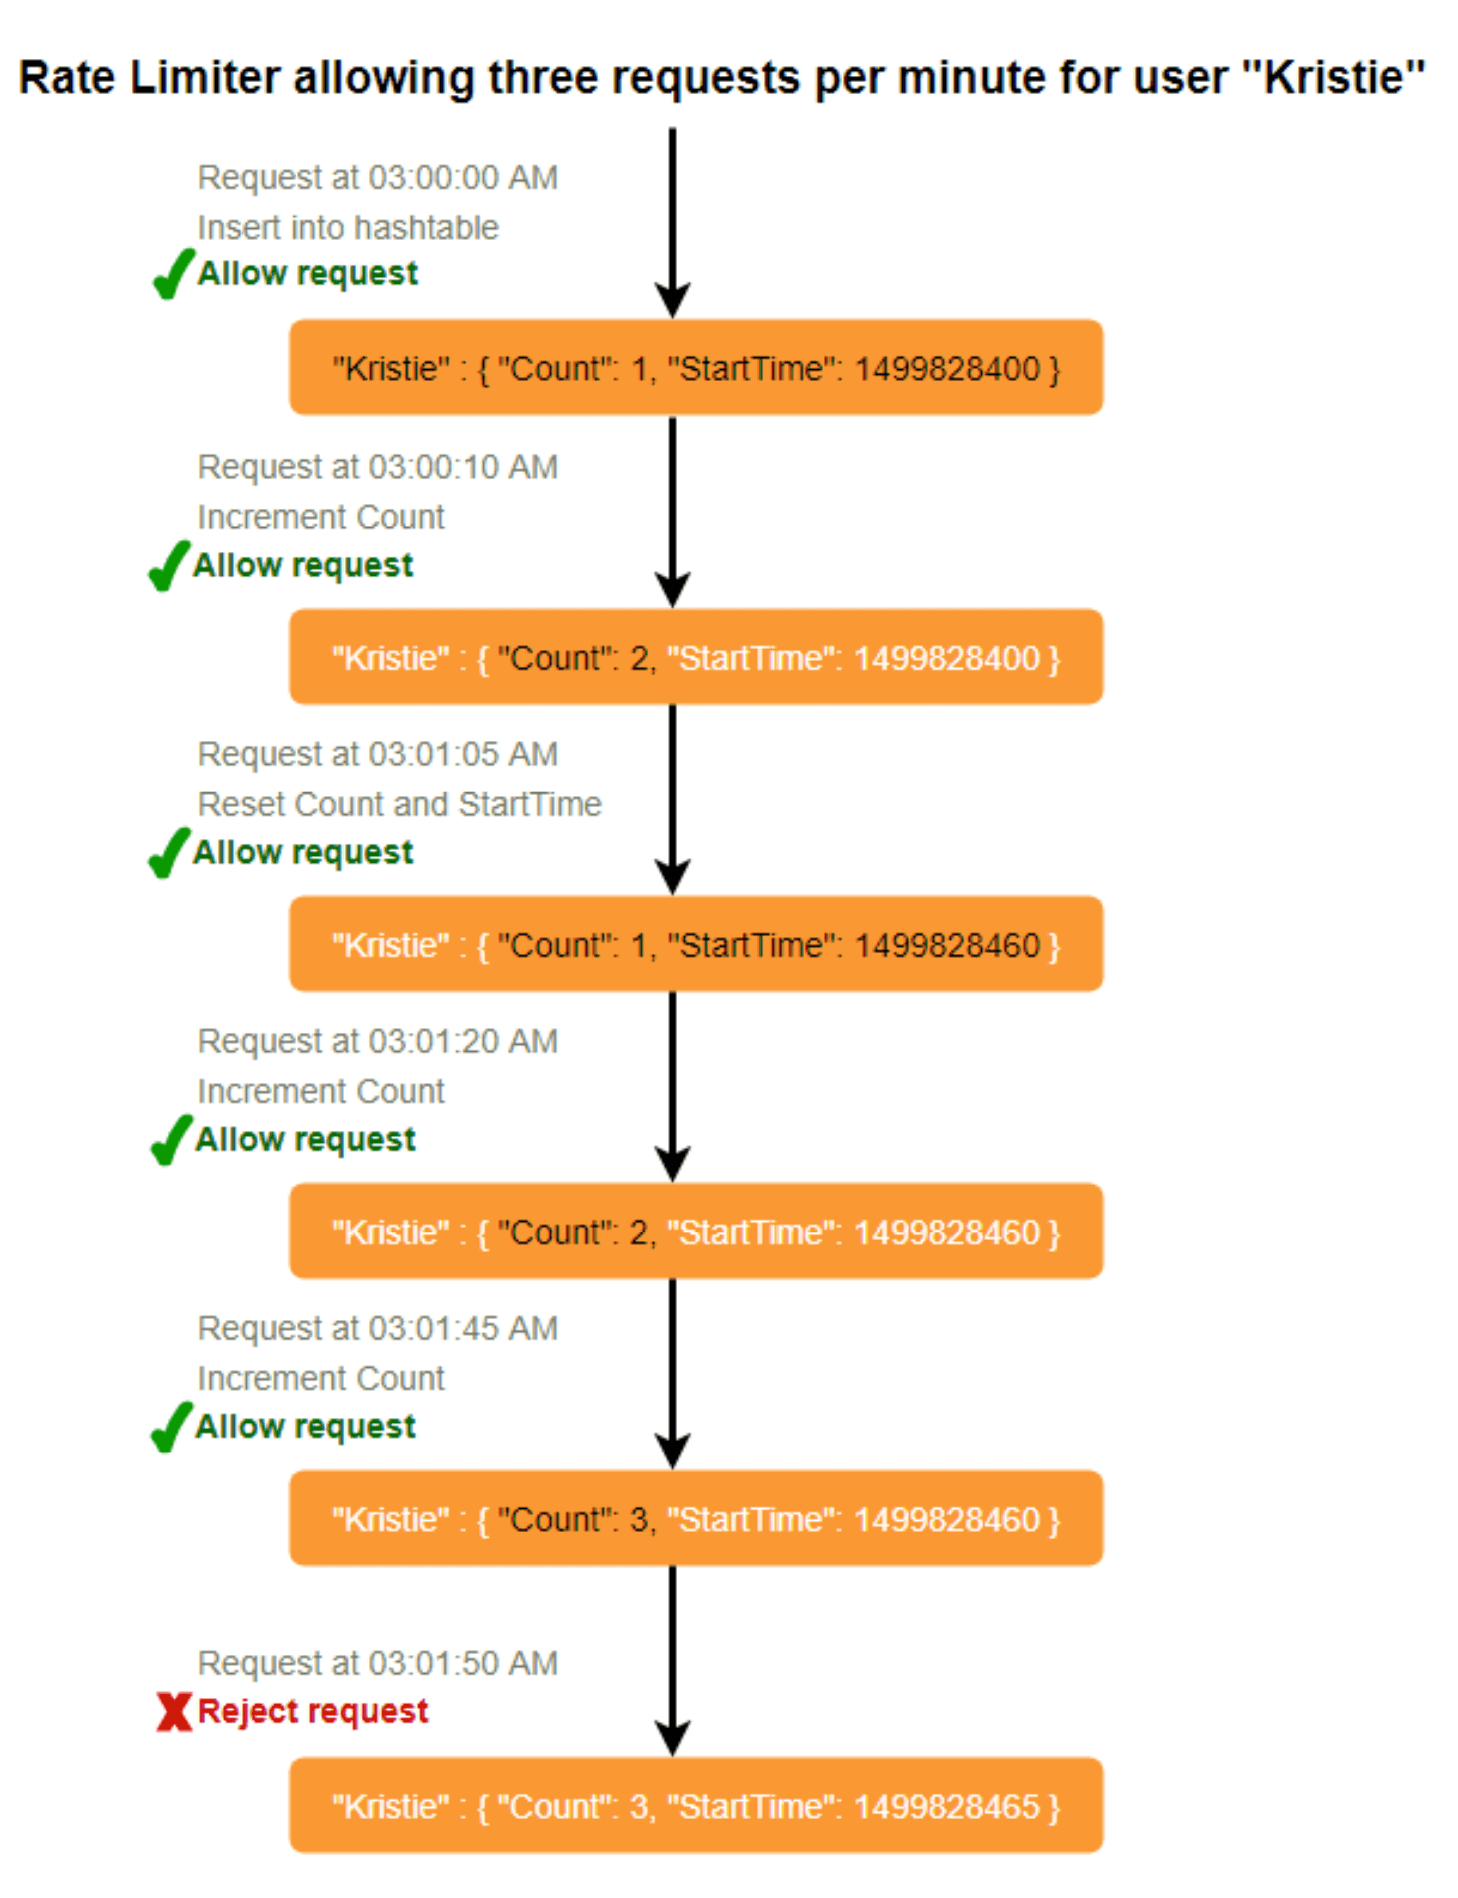 Rate Limiter allowing three requests per minute for user "Kristie"
Request at 03:00:00 AM
Insert into hashtable
Allow request
"Kristie" : { "Count": 1, "StartTime": 1499828400 }
Request at 03:00:10 AM
Increment Count
Allow request
"Kristie" : { "Count": 2, "StartTime": 1499828400 }
Request at 03:01:05 AM
Reset Count and StartTime
Allow request
"Kristie" : { "Count": 1, "StartTime": 1499828460 }
Request at 03:01:20 AM
Increment Count
Allow request
"Kristie" : { "Count": 2, "StartTime": 1499828460 }
Request at 03:01:45 AM
Increment Count
Allow request
"Kristie" : { "Count": 3, "StartTime": 1499828460 }
Request at 03:01:50 AM
Reject request
"Kristie" : { "Count": 3, "StartTime": 1499828465 }